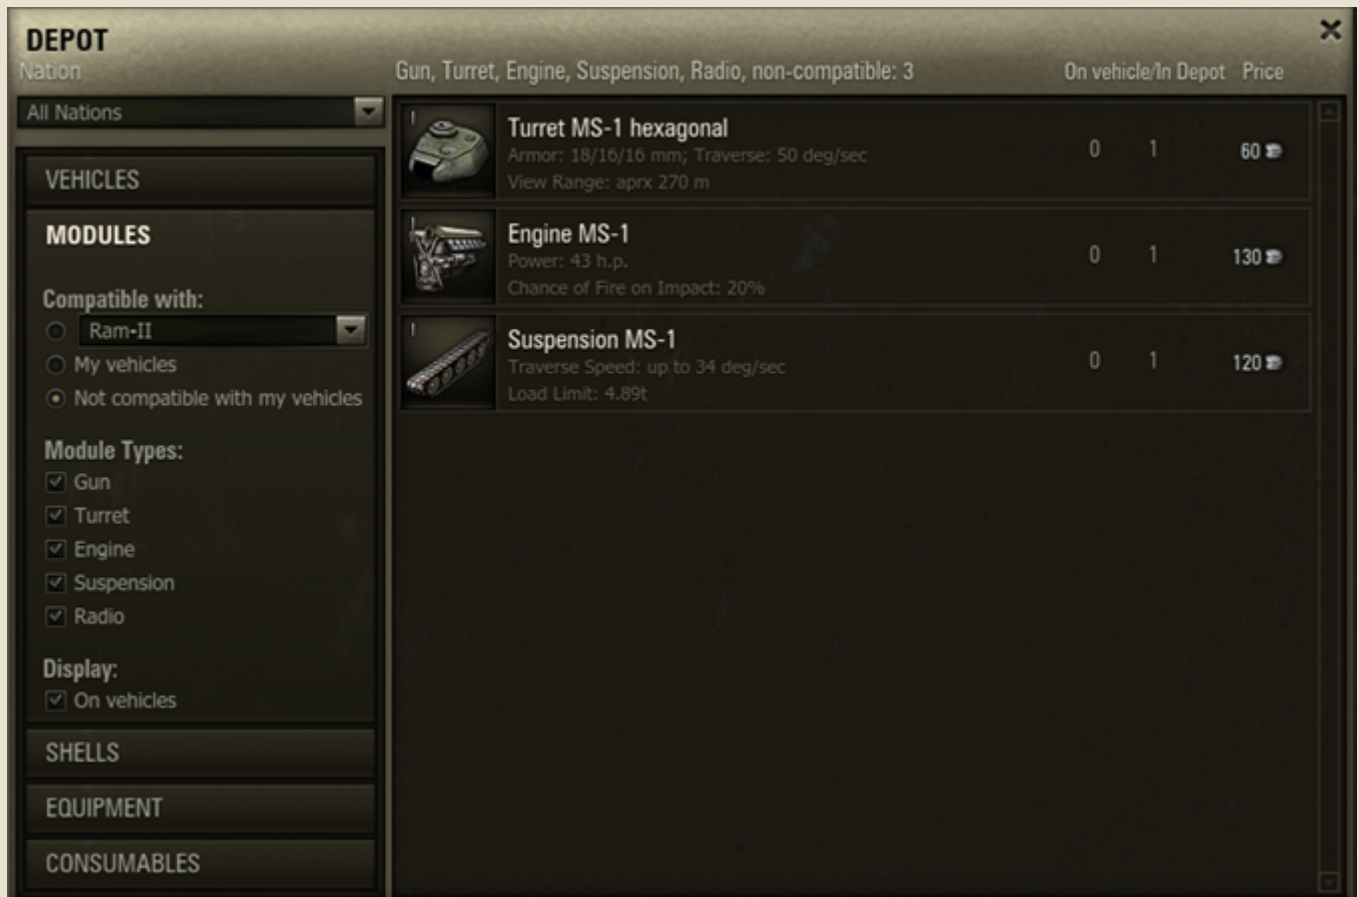 DEPOT
Nation
Gun, Turret, Engine, Suspension, Radio, non-compatible: 3
On vehicle/In Depot Price
All Nations
VEHICLES
MODULES
Compatible with:
Ram-II
My vehicles
Not compatible with my vehicles
Module Types:
Gun
Turret
Engine
Suspension
Radio
Display:
On vehicles
SHELLS
EQUIPMENT
CONSUMABLES
I
Turret MS-1 hexagonal
Armor: 18/16/16 mm; Traverse: 50 deg/sec
View Range: aprx 270 m
0 1 60
I
Engine MS-1
Power: 43 h.p.
Chance of Fire on Impact: 20%
0 1 130
I
Suspension MS-1
Traverse Speed: up to 34 deg/sec
Load Limit: 4.89t
0 1 120